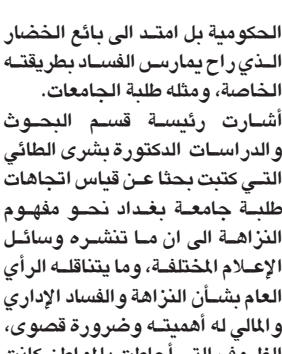 الحكومية بل امتد الى بائع الخضار
الذي راح يمارس الفساد بطريقته
الخاصة، ومثله طلبة الجامعات.
أشارت رئيسة قسم البحوث
والدراسات الدكتورة بشرى الطائي
التي كتبت بحثا عن قياس اتجاهات
طلبة جامعة بغداد نحو مفهوم
النزاهة الى ان ما تنشره وسائل
الإعلام المختلفة، وما يتناقله الرأي
العام بشأن النزاهة والفساد الإداري
والمالي له أهميته وضرورة قصوى،